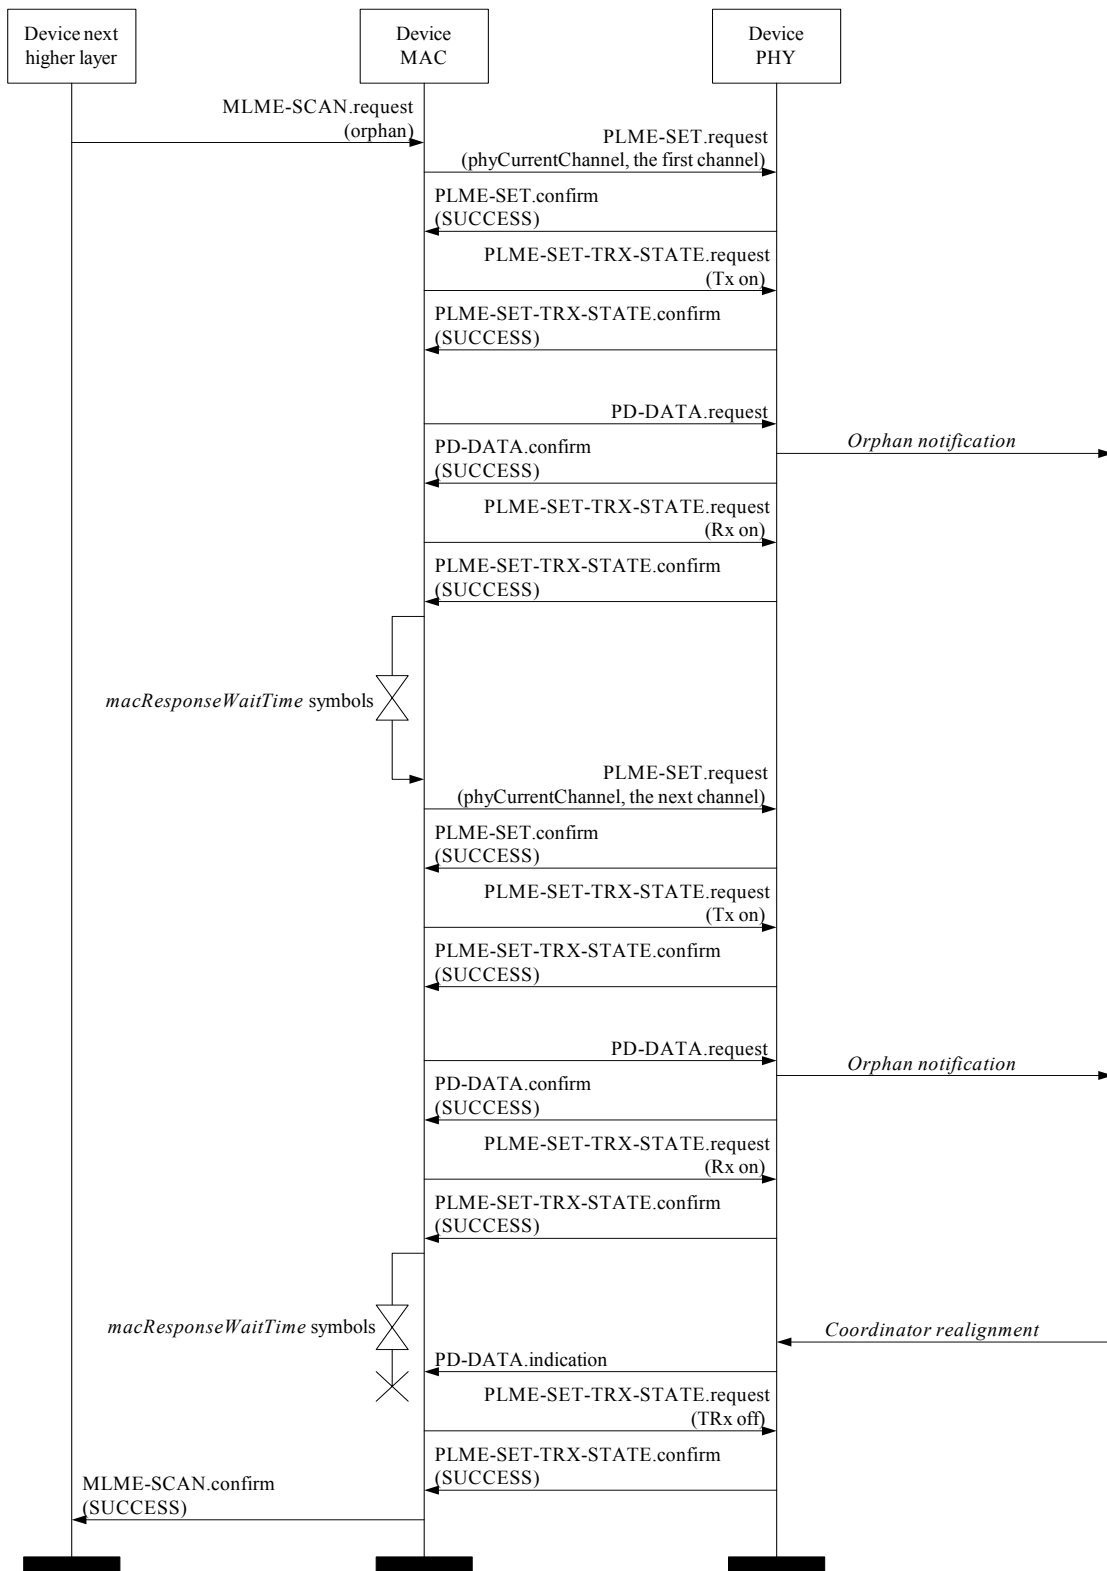 Device next
higher layer
Device
MAC
Device
PHY
MLME-SCAN.request
(orphan)
PLME-SET.request
(phyCurrentChannel, the first channel)
PLME-SET.confirm
(SUCCESS)
PLME-SET-TRX-STATE.request
(Tx on)
PLME-SET-TRX-STATE.confirm
(SUCCESS)
PD-DATA.request
Orphan notification
PD-DATA.confirm
(SUCCESS)
PLME-SET-TRX-STATE.request
(Rx on)
PLME-SET-TRX-STATE.confirm
(SUCCESS)
macResponseWaitTime symbols
PLME-SET.request
(phyCurrentChannel, the next channel)
PLME-SET.confirm
(SUCCESS)
PLME-SET-TRX-STATE.request
(Tx on)
PLME-SET-TRX-STATE.confirm
(SUCCESS)
PD-DATA.request
Orphan notification
PD-DATA.confirm
(SUCCESS)
PLME-SET-TRX-STATE.request
(Rx on)
PLME-SET-TRX-STATE.confirm
(SUCCESS)
macResponseWaitTime symbols
Coordinator realignment
PD-DATA.indication
PLME-SET-TRX-STATE.request
(TRx off)
PLME-SET-TRX-STATE.confirm
(SUCCESS)
MLME-SCAN.confirm
(SUCCESS)